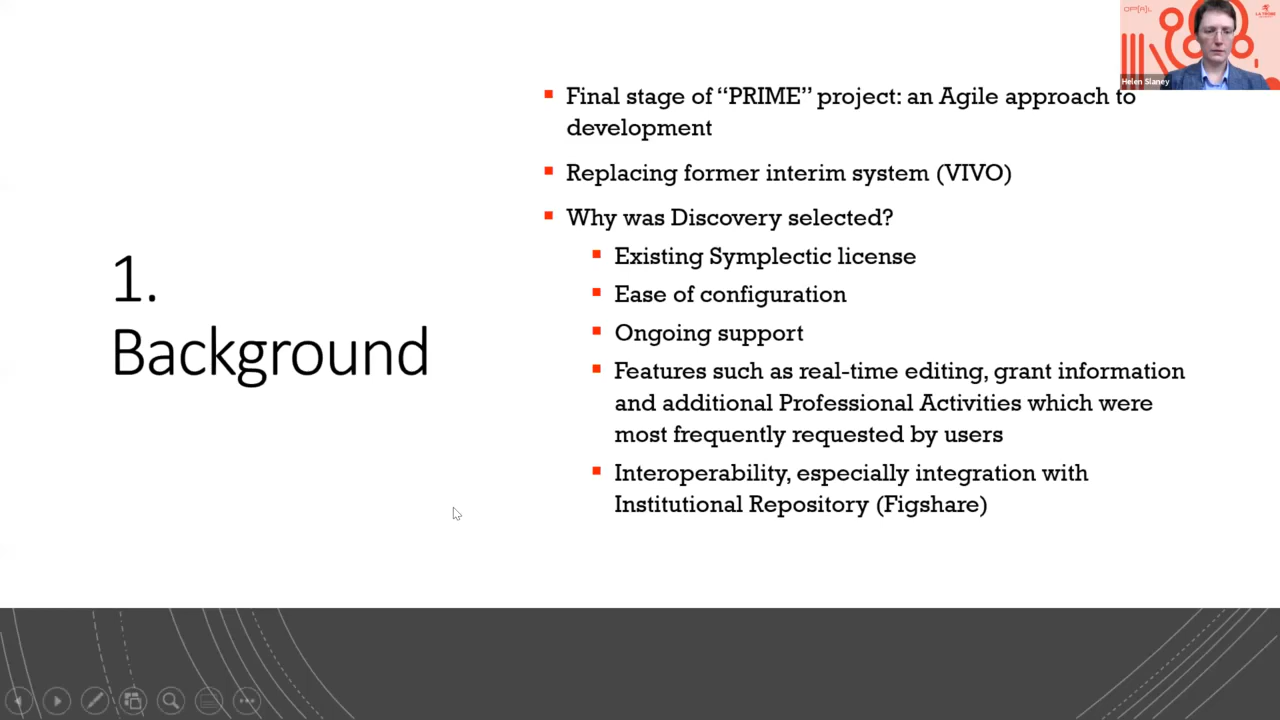 OPAL
LA TROBE
Helen Slaney
Final stage of “PRIME” project: an Agile approach to
development
Replacing former interim system (VIVO)
Why was Discovery selected?
Existing Symplectic license
Ease of configuration
Ongoing support
Features such as real-time editing, grant information
and additional Professional Activities which were
most frequently requested by users
Interoperability, especially integration with
Institutional Repository (Figshare)
1.
Background